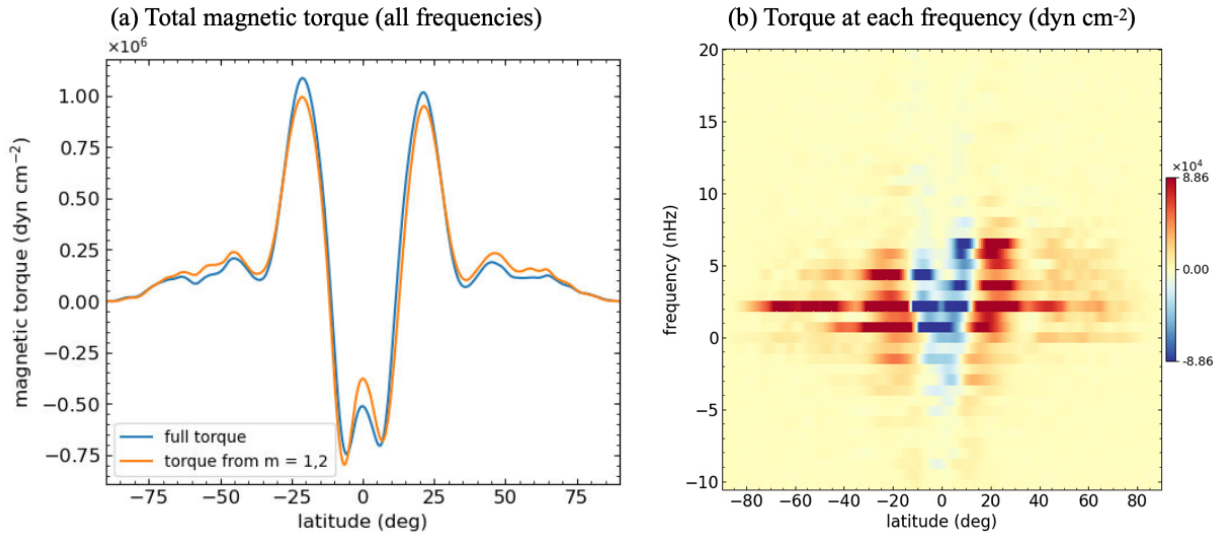 (a) Total magnetic torque (all frequencies)
×10⁶
1.00
0.75
0.50
0.25
0.00
−0.25
−0.50
−0.75
magnetic torque (dyn cm⁻²)
full torque
torque from m = 1,2
−75 −50 −25 0 25 50 75
latitude (deg)
(b) Torque at each frequency (dyn cm-2)
20
15
10
5
0
−5
−10
frequency (nHz)
−80 −60 −40 −20 0 20 40 60 80
latitude (deg)
×10⁴
8.86
0.00
-8.86